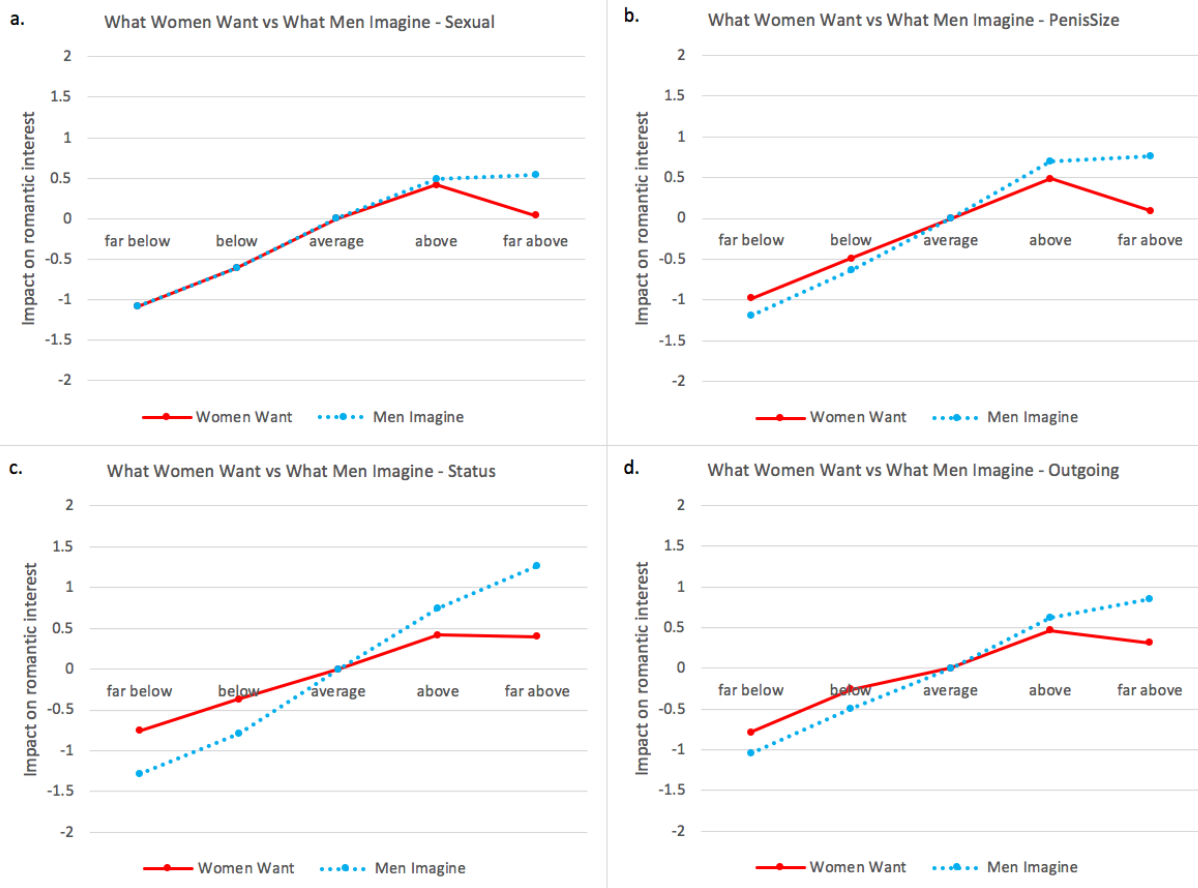 a.
What Women Want vs What Men Imagine - Sexual
Impact on romantic interest
2
1.5
1
0.5
0
-0.5
-1
-1.5
-2
far below below average above far above
Women Want Men Imagine
b.
What Women Want vs What Men Imagine - PenisSize
Impact on romantic interest
2
1.5
1
0.5
0
-0.5
-1
-1.5
-2
far below below average above far above
Women Want Men Imagine
c.
What Women Want vs What Men Imagine - Status
Impact on romantic interest
2
1.5
1
0.5
0
-0.5
-1
-1.5
-2
far below below average above far above
Women Want Men Imagine
d.
What Women Want vs What Men Imagine - Outgoing
Impact on romantic interest
2
1.5
1
0.5
0
-0.5
-1
-1.5
-2
far below below average above far above
Women Want Men Imagine